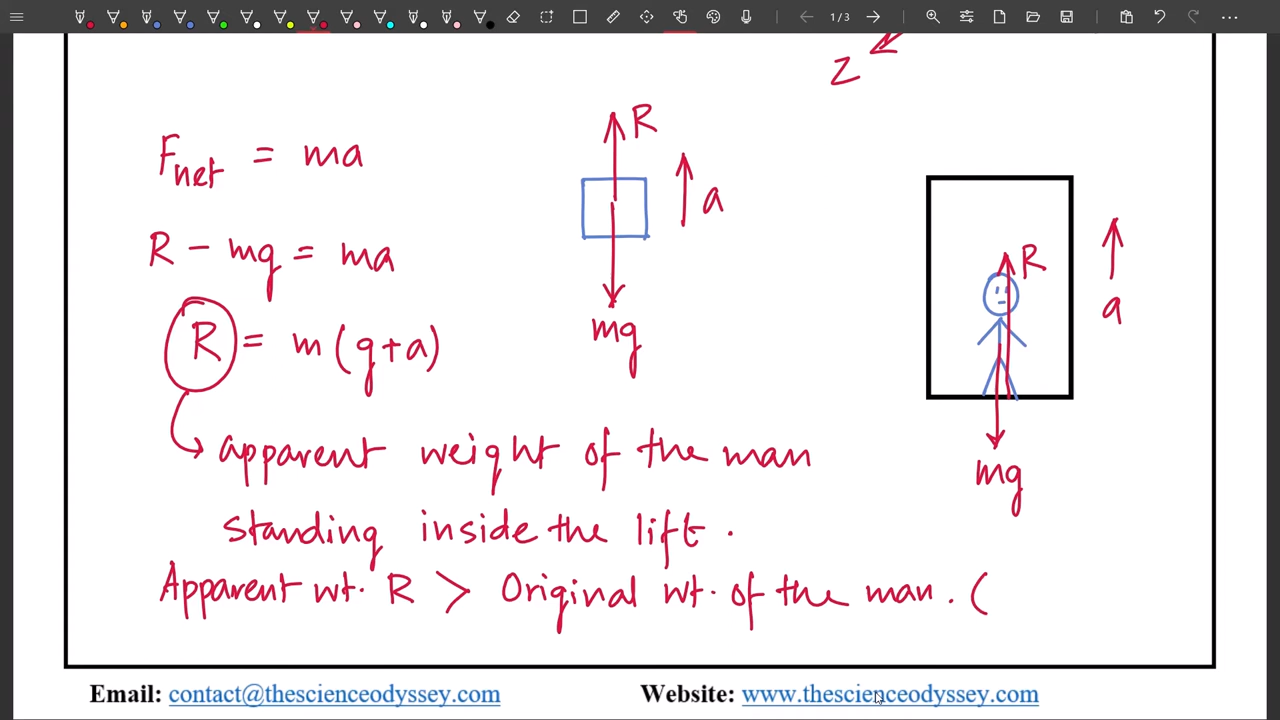 1/3
Z
F_net = ma
R
a
R - mg = ma
mg
R = m(g+a)
R
a
mg
apparent weight of the man
standing inside the lift.
Apparent wt. R > Original wt. of the man. (
Email: contact@thescienceodyssey.com Website: www.thescienceodyssey.com